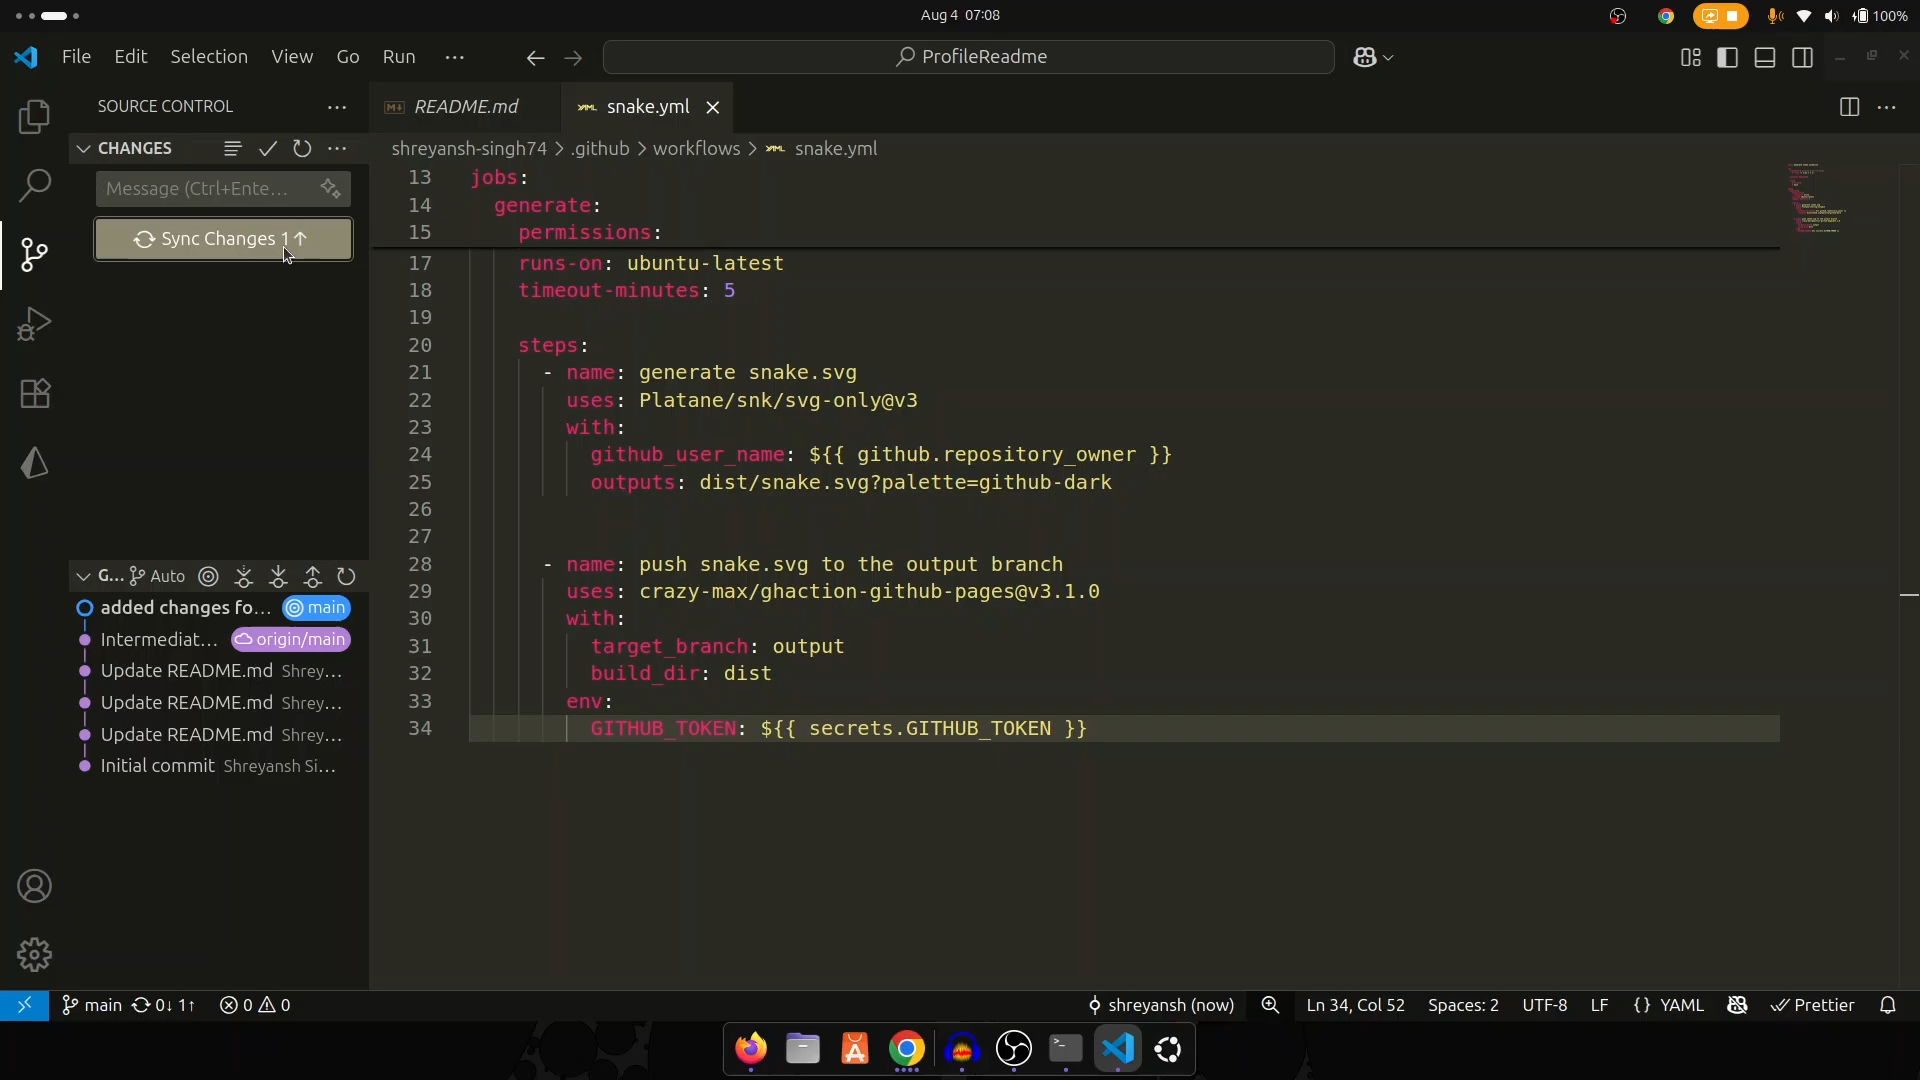 Aug 4 07:08
100%
File Edit Selection View Go Run ···
ProfileReadme
SOURCE CONTROL
README.md
snake.yml
CHANGES
shreyansh-singh74 > .github > workflows > snake.yml
Message (Ctrl+Ente...
Sync Changes 1↑
13 jobs:
14 generate:
15 permissions:
17 runs-on: ubuntu-latest
18 timeout-minutes: 5
19
20 steps:
21 - name: generate snake.svg
22 uses: Platane/snk/svg-only@v3
23 with:
24 github_user_name: ${{ github.repository_owner }}
25 outputs: dist/snake.svg?palette=github-dark
26
27
28 - name: push snake.svg to the output branch
29 uses: crazy-max/ghaction-github-pages@v3.1.0
30 with:
31 target_branch: output
32 build_dir: dist
33 env:
34 GITHUB_TOKEN: ${{ secrets.GITHUB_TOKEN }}
G... Auto
added changes fo... main
Intermediat... origin/main
Update README.md Shrey...
Update README.md Shrey...
Update README.md Shrey...
Initial commit Shreyansh Si...
main 0↓ 1↑ 0 0
shreyansh (now)
Ln 34, Col 52
Spaces: 2
UTF-8
LF
{} YAML
Prettier